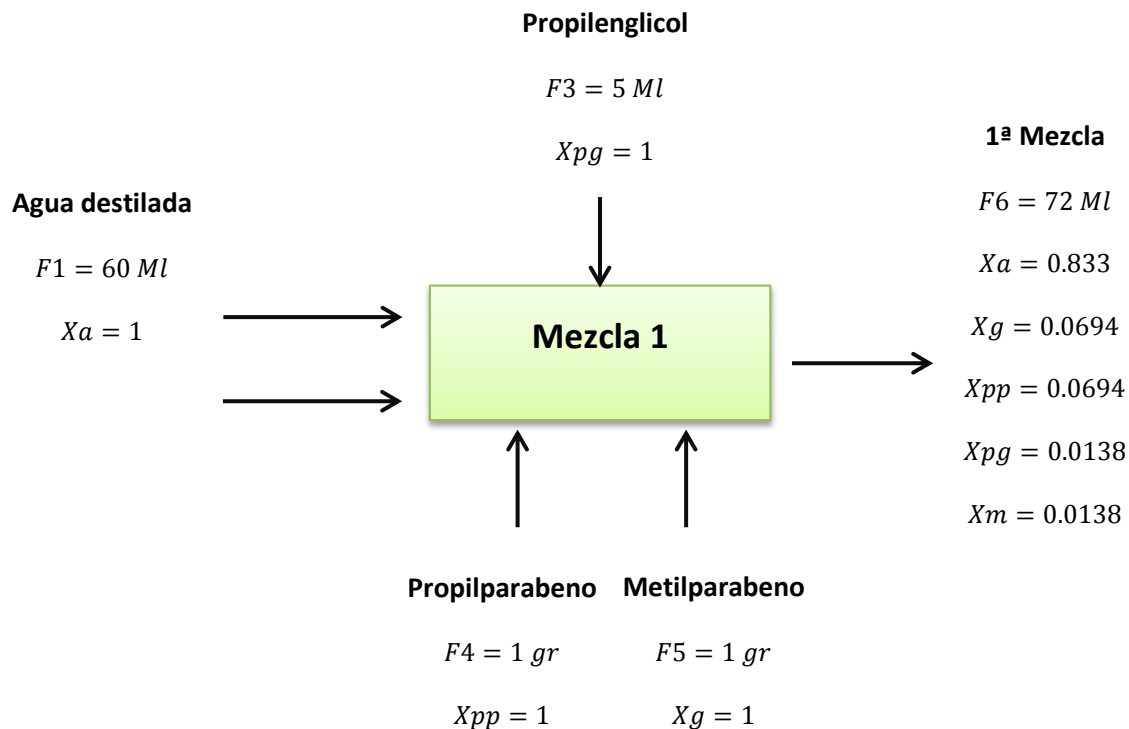 Propilenglicol
F3 = 5 Ml
Xpg = 1
Agua destilada
F1 = 60 Ml
Xa = 1
Mezcla 1
1ª Mezcla
F6 = 72 Ml
Xa = 0.833
Xg = 0.0694
Xpp = 0.0694
Xpg = 0.0138
Xm = 0.0138
Propilparabeno
F4 = 1 gr
Xpp = 1
Metilparabeno
F5 = 1 gr
Xg = 1